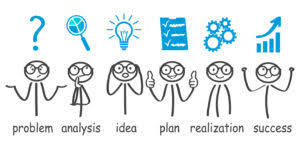 ?
problem analysis idea plan realization success